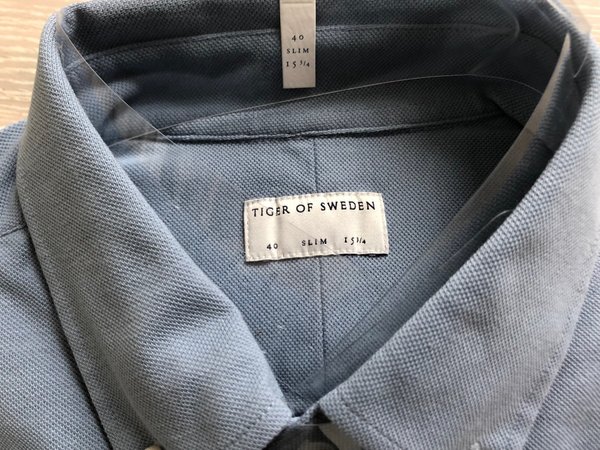 40
SLIM
15 3/4
TIGER OF SWEDEN
40 SLIM 15 3/4